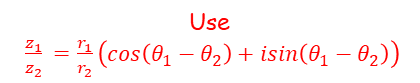 Use
z₁/z₂ = r₁/r₂ (cos(θ₁ − θ₂) + isin(θ₁ − θ₂))